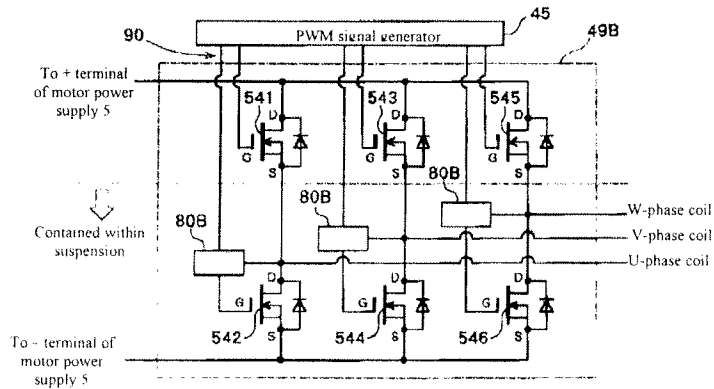 90
PWM signal generator
45
49B
To + terminal
of motor power
supply 5
541
543
545
D
D
D
G
G
G
S
S
S
Contained within
suspension
80B
80B
80B
W-phase coil
V-phase coil
U-phase coil
D
D
D
G
G
G
542
544
546
S
S
S
To - terminal of
motor power
supply 5